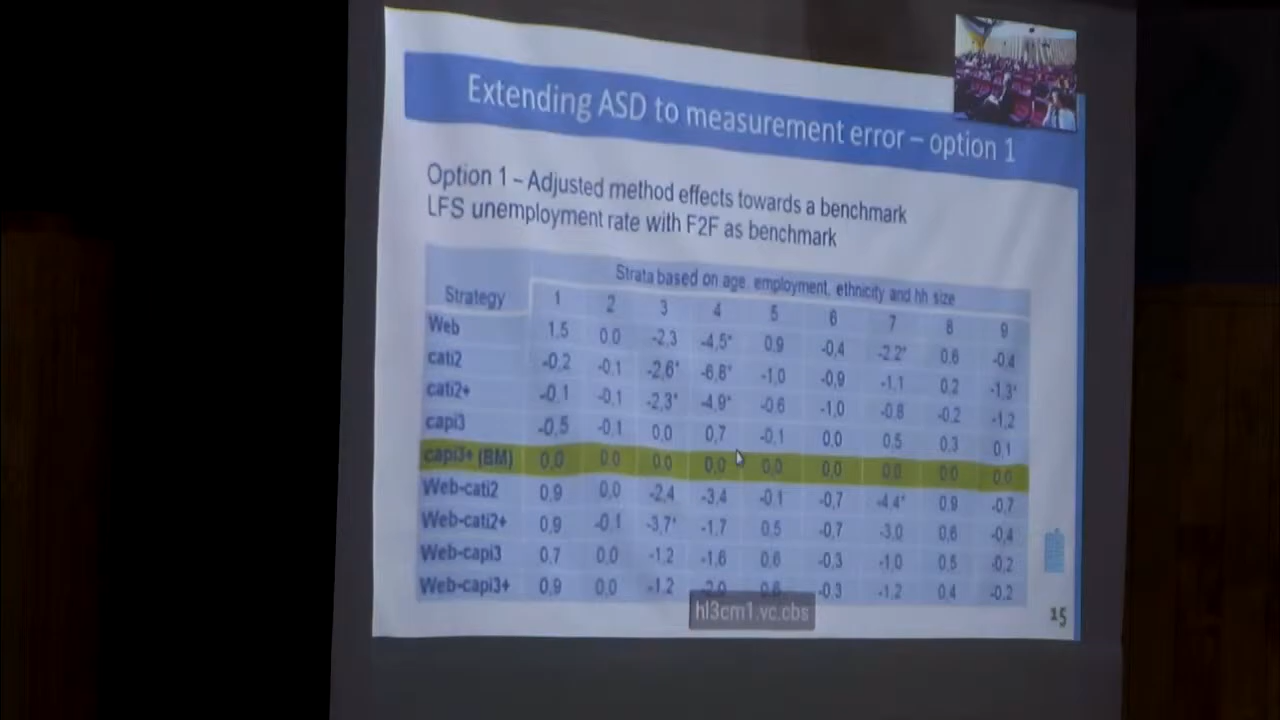 Extending ASD to measurement error – option 1
Option 1 – Adjusted method effects towards a benchmark
LFS unemployment rate with F2F as benchmark
Strata based on age, employment, ethnicity and hh size
Strategy 1 2 3 4 5 6 7 8 9
Web 1.5 0.0 -2,3 -4,5* 0.9 -0,4 -2.2* 0.6 -0.4
cati2 -0,2 -0.1 -2,6* -6,8* -1,0 -0,9 -1,1 0.2 -1,3*
cati2+ -0.1 -0.1 -2,3* -4,9* -0.6 -1,0 -0,8 -0.2 -1,2
capi3 -0,5 -0.1 0,0 0,7 -0,1 0.0 0.5 0.3 0,1
capi3+ (BM) 0,0 0.0 0.0 0,0 0,0 0,0 0.0 0.0 0.0
Web-cati2 0,9 0,0 -2,4 -3,4 -0,1 -0,7 -4,4* 0,9 -0,7
Web-cati2+ 0,9 -0,1 -3,7* -1,7 0,5 -0,7 -3,0 0,6 -0,4
Web-capi3 0,7 0,0 -1,2 -1,6 0,6 -0,3 -1,0 0,5 -0,2
Web-capi3+ 0,9 0,0 -1,2 -2,0 -0,3 -1,2 0,4 -0,2
hl3cm1.vc.cbs
15